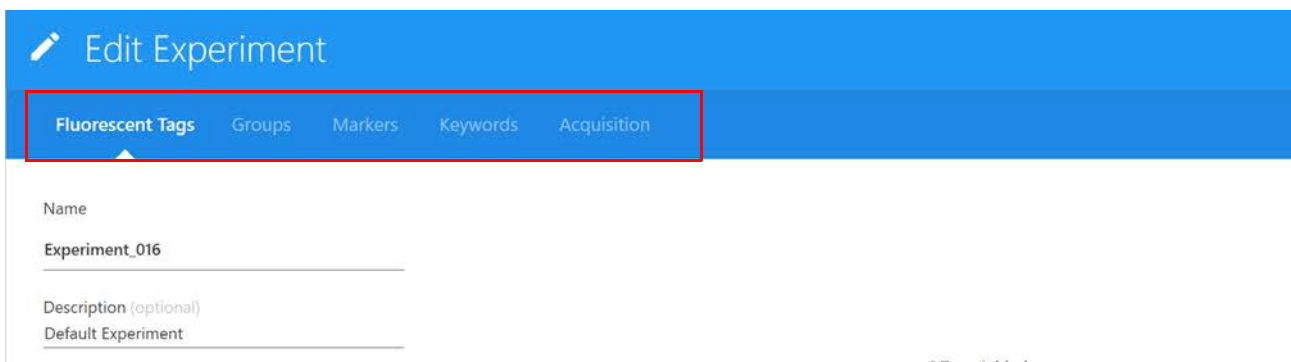 Edit Experiment
Fluorescent Tags Groups Markers Keywords Acquisition
Name
Experiment_016
Description (optional)
Default Experiment